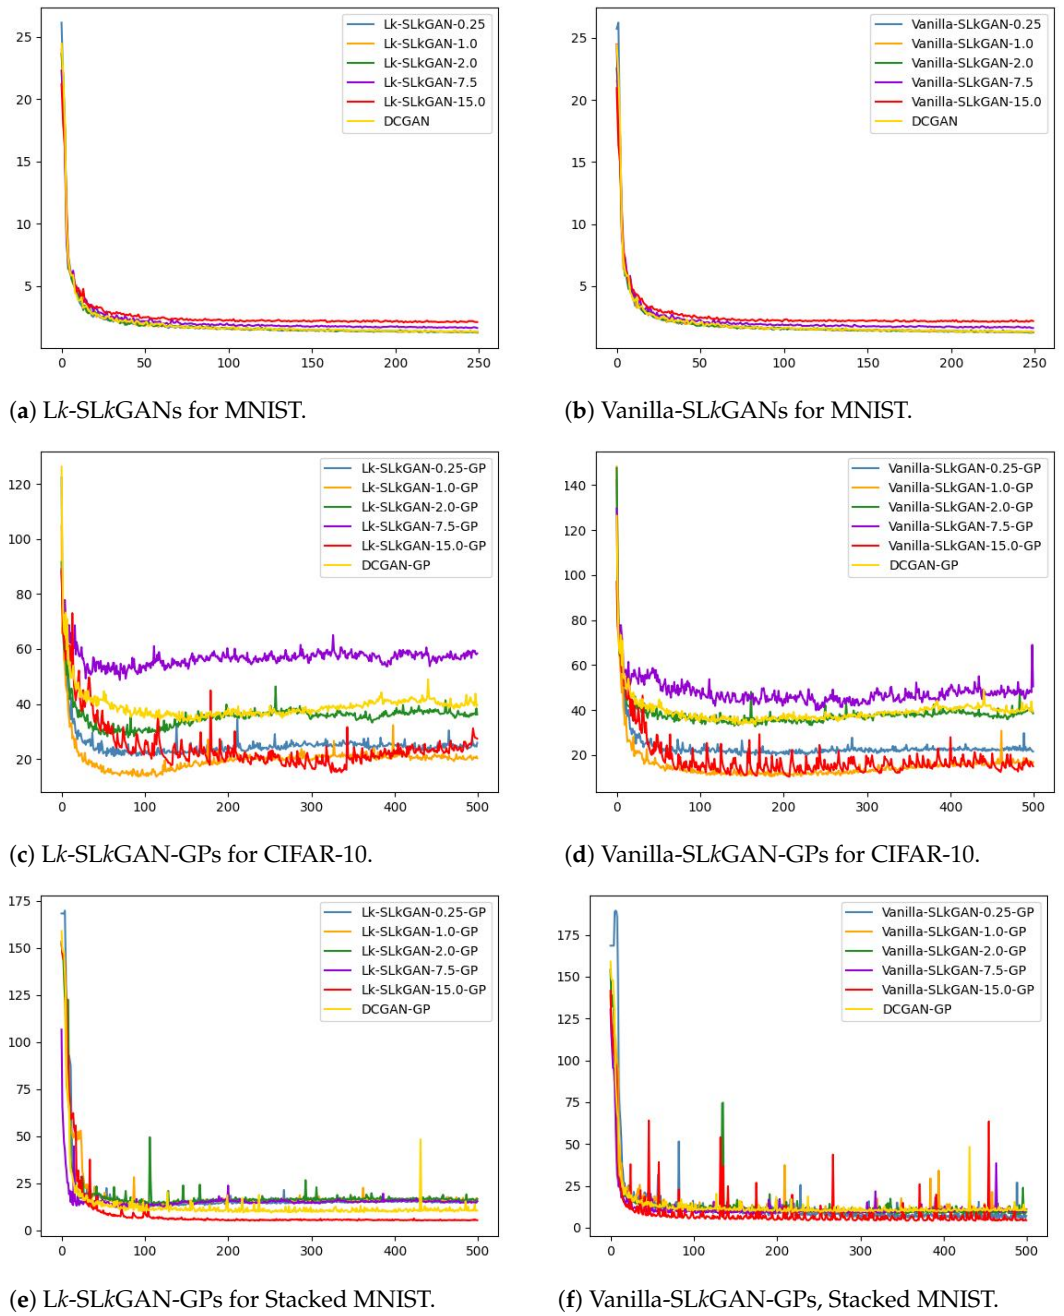 25
20
15
10
5
0
50
100
150
200
250
Lk-SLkGAN-0.25
Lk-SLkGAN-1.0
Lk-SLkGAN-2.0
Lk-SLkGAN-7.5
Lk-SLkGAN-15.0
DCGAN
(a) Lk-SLkGANs for MNIST.
25
20
15
10
5
0
50
100
150
200
250
Vanilla-SLkGAN-0.25
Vanilla-SLkGAN-1.0
Vanilla-SLkGAN-2.0
Vanilla-SLkGAN-7.5
Vanilla-SLkGAN-15.0
DCGAN
(b) Vanilla-SLkGANs for MNIST.
120
100
80
60
40
20
0
100
200
300
400
500
Lk-SLkGAN-0.25-GP
Lk-SLkGAN-1.0-GP
Lk-SLkGAN-2.0-GP
Lk-SLkGAN-7.5-GP
Lk-SLkGAN-15.0-GP
DCGAN-GP
(c) Lk-SLkGAN-GPs for CIFAR-10.
140
120
100
80
60
40
20
0
100
200
300
400
500
Vanilla-SLkGAN-0.25-GP
Vanilla-SLkGAN-1.0-GP
Vanilla-SLkGAN-2.0-GP
Vanilla-SLkGAN-7.5-GP
Vanilla-SLkGAN-15.0-GP
DCGAN-GP
(d) Vanilla-SLkGAN-GPs for CIFAR-10.
175
150
125
100
75
50
25
0
0
100
200
300
400
500
Lk-SLkGAN-0.25-GP
Lk-SLkGAN-1.0-GP
Lk-SLkGAN-2.0-GP
Lk-SLkGAN-7.5-GP
Lk-SLkGAN-15.0-GP
DCGAN-GP
(e) Lk-SLkGAN-GPs for Stacked MNIST.
175
150
125
100
75
50
25
0
0
100
200
300
400
500
Vanilla-SLkGAN-0.25-GP
Vanilla-SLkGAN-1.0-GP
Vanilla-SLkGAN-2.0-GP
Vanilla-SLkGAN-7.5-GP
Vanilla-SLkGAN-15.0-GP
DCGAN-GP
(f) Vanilla-SLkGAN-GPs, Stacked MNIST.